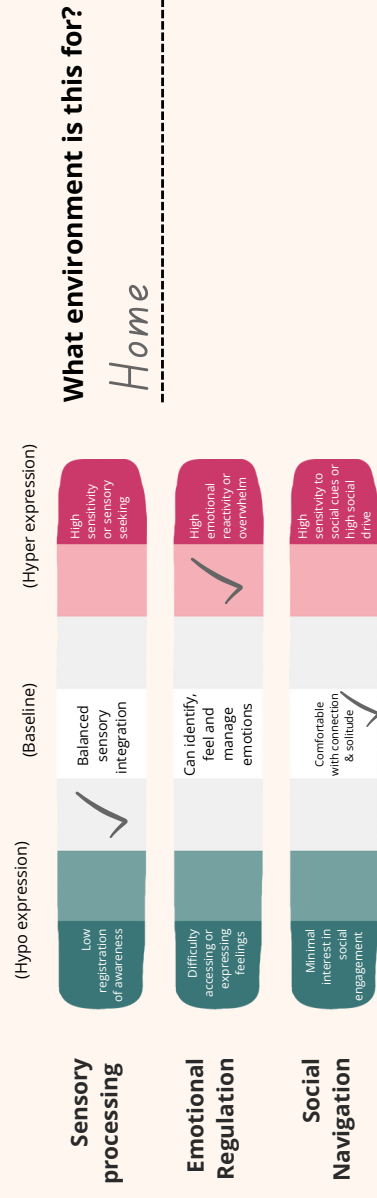 What environment is this for?
Home
(Hypo expression)
(Baseline)
(Hyper expression)
Sensory
processing
Low
registration
of awareness
Balanced
sensory
integration
High
sensitivity
or sensory
seeking
Emotional
Regulation
Difficulty
accessing or
expressing
feelings
Can identify,
feel and
manage
emotions
High
emotional
reactivity or
overwhelm
Social
Navigation
Minimal
interest in
social
engagement
Comfortable
with connection
& solitude
High
sensitvity to
social cues or
high social
drive